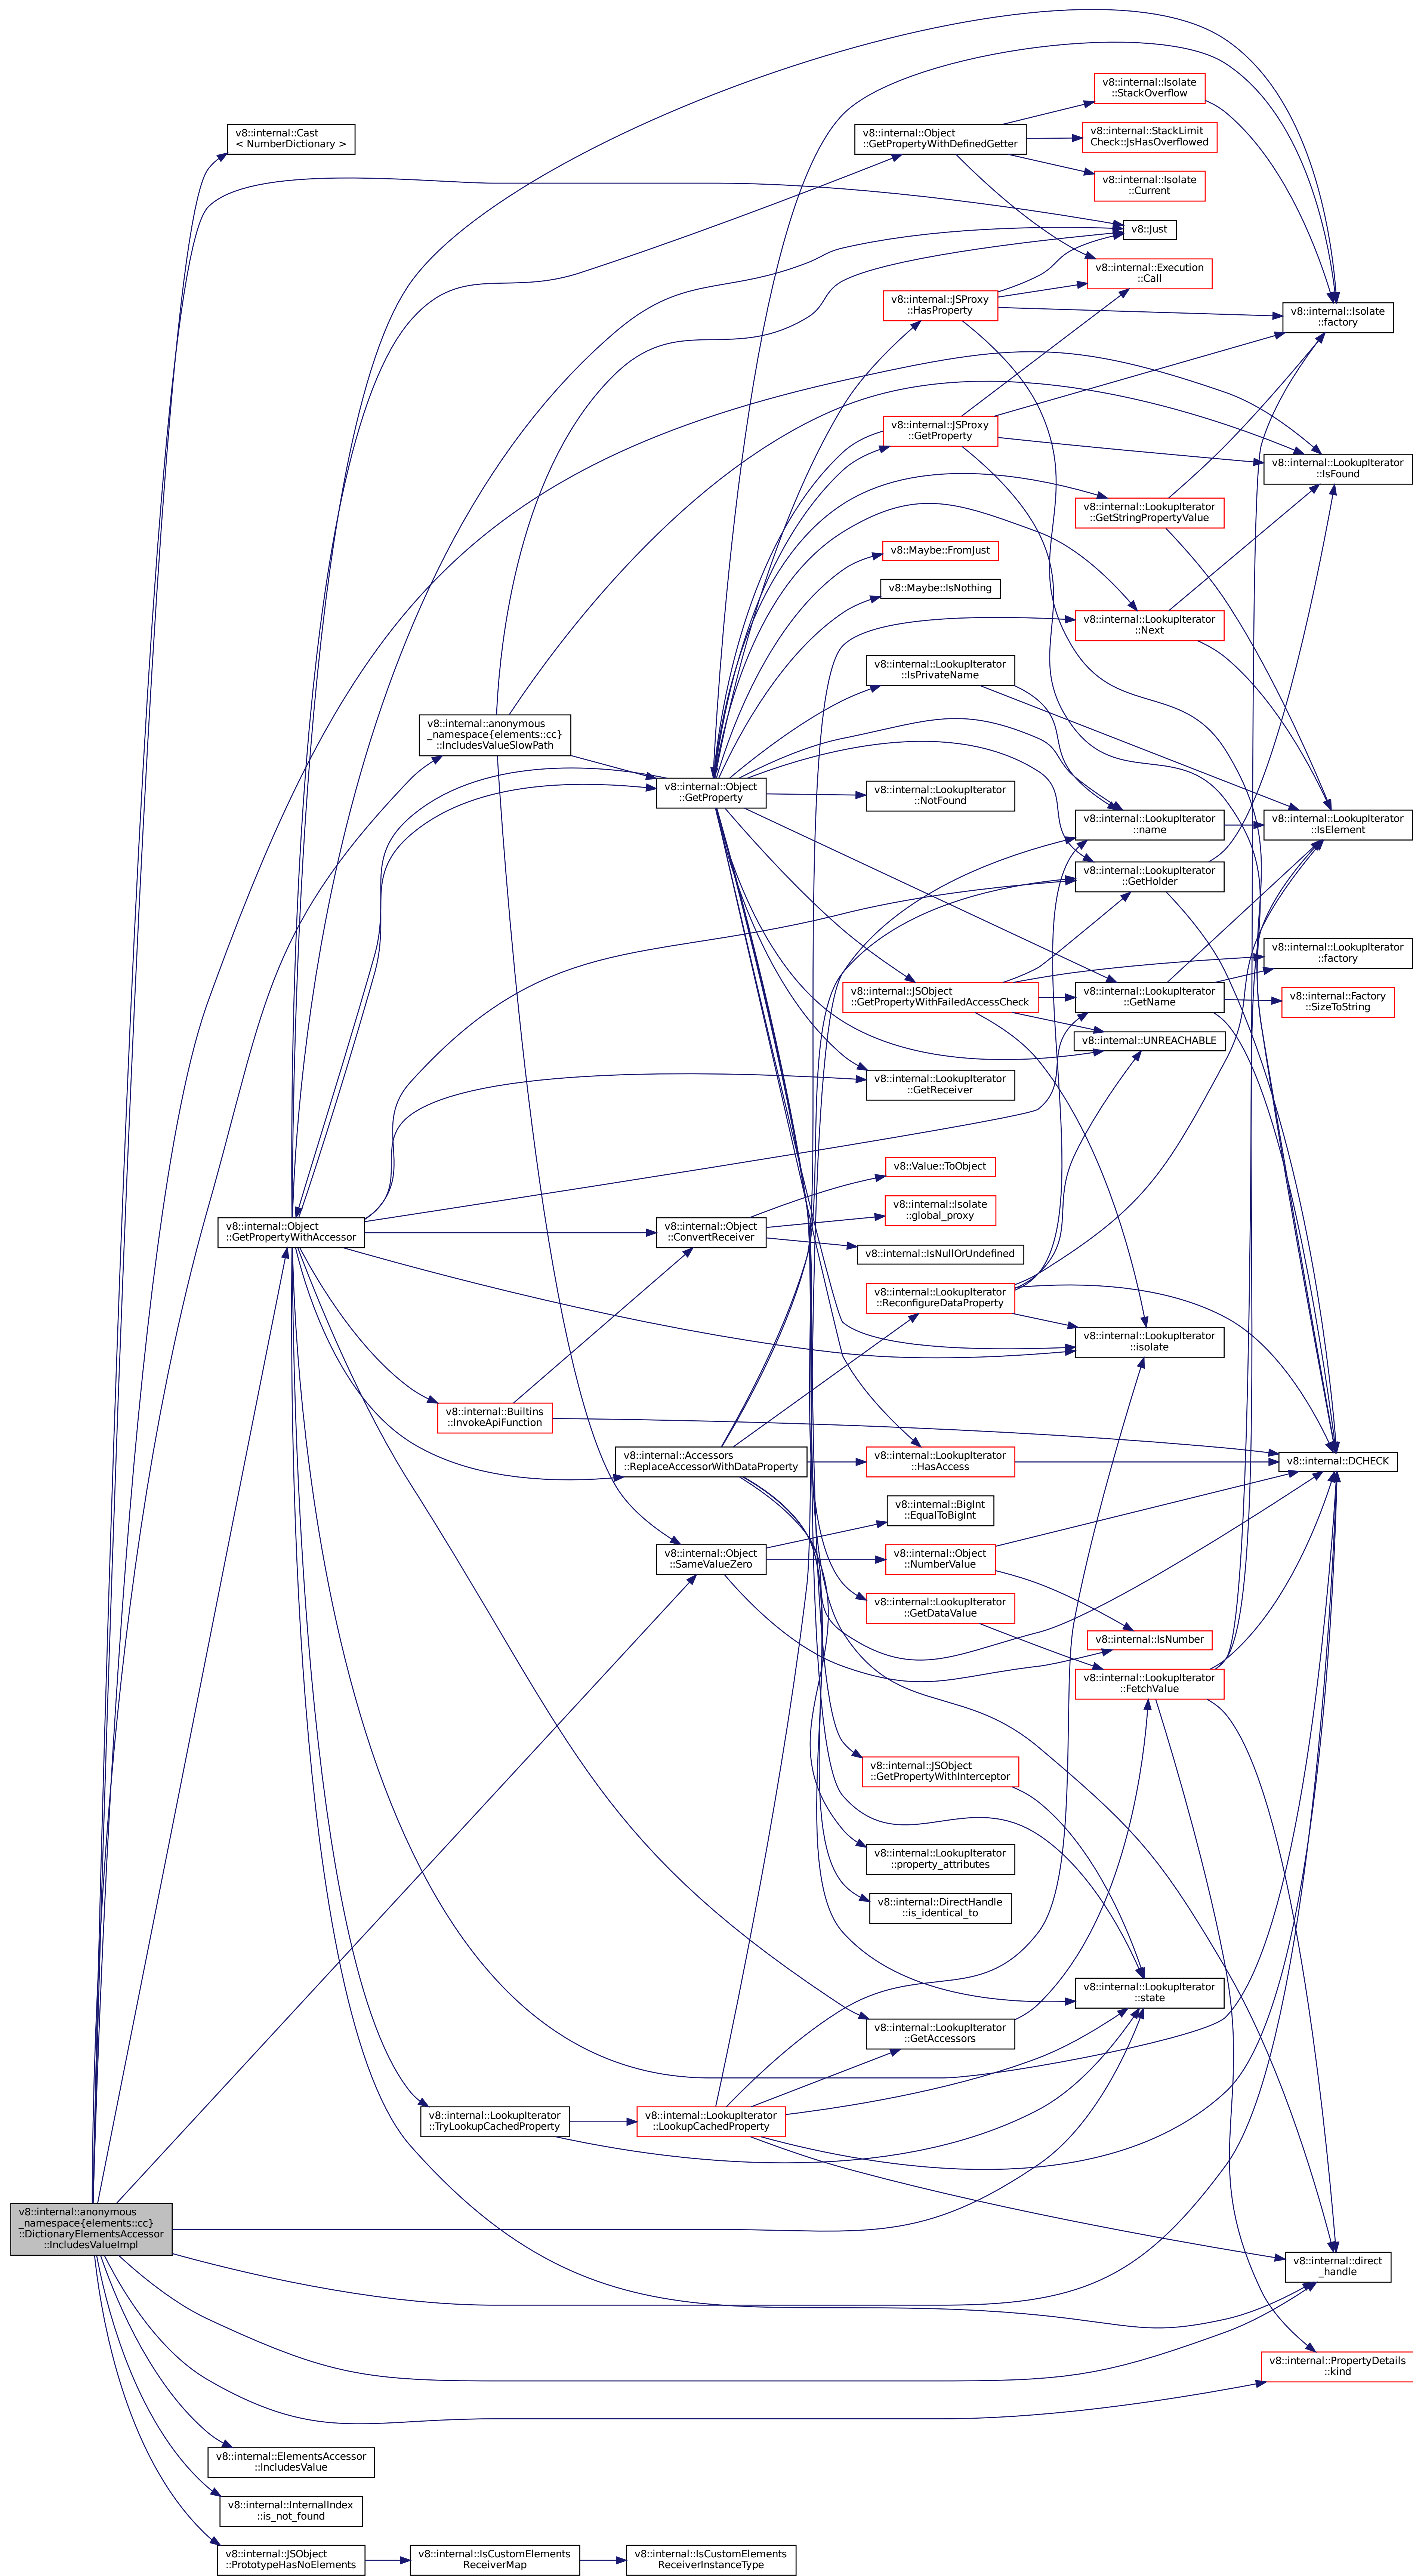 v8::internal::Isolate
::StackOverflow
v8::internal::Cast
< NumberDictionary >
v8::internal::Object
::GetPropertyWithDefinedGetter
v8::internal::StackLimit
Check::JsHasOverflowed
v8::internal::Isolate
::Current
v8::Just
v8::internal::Execution
::Call
v8::internal::JSProxy
::HasProperty
v8::internal::Isolate
::factory
v8::internal::JSProxy
::GetProperty
v8::internal::LookupIterator
::IsFound
v8::internal::LookupIterator
::GetStringPropertyValue
v8::Maybe::FromJust
v8::Maybe::IsNothing
v8::internal::LookupIterator
::Next
v8::internal::LookupIterator
::IsPrivateName
v8::internal::anonymous
_namespace{elements::cc}
::IncludesValueSlowPath
v8::internal::Object
::GetProperty
v8::internal::LookupIterator
::NotFound
v8::internal::LookupIterator
::name
v8::internal::LookupIterator
::IsElement
v8::internal::LookupIterator
::GetHolder
v8::internal::LookupIterator
::factory
v8::internal::JSObject
::GetPropertyWithFailedAccessCheck
v8::internal::LookupIterator
::GetName
v8::internal::Factory
::SizeToString
v8::internal::UNREACHABLE
v8::internal::LookupIterator
::GetReceiver
v8::Value::ToObject
v8::internal::Isolate
::global_proxy
v8::internal::Object
::GetPropertyWithAccessor
v8::internal::Object
::ConvertReceiver
v8::internal::IsNullOrUndefined
v8::internal::LookupIterator
::ReconfigureDataProperty
v8::internal::LookupIterator
::isolate
v8::internal::Builtins
::InvokeApiFunction
v8::internal::Accessors
::ReplaceAccessorWithDataProperty
v8::internal::LookupIterator
::HasAccess
v8::internal::DCHECK
v8::internal::BigInt
::EqualToBigInt
v8::internal::Object
::SameValueZero
v8::internal::Object
::NumberValue
v8::internal::LookupIterator
::GetDataValue
v8::internal::IsNumber
v8::internal::LookupIterator
::FetchValue
v8::internal::JSObject
::GetPropertyWithInterceptor
v8::internal::LookupIterator
::property_attributes
v8::internal::DirectHandle
::is_identical_to
v8::internal::LookupIterator
::state
v8::internal::LookupIterator
::GetAccessors
v8::internal::LookupIterator
::TryLookupCachedProperty
v8::internal::LookupIterator
::LookupCachedProperty
v8::internal::anonymous
_namespace{elements::cc}
::DictionaryElementsAccessor
::IncludesValueImpl
v8::internal::direct
_handle
v8::internal::PropertyDetails
::kind
v8::internal::ElementsAccessor
::IncludesValue
v8::internal::InternalIndex
::is_not_found
v8::internal::JSObject
::PrototypeHasNoElements
v8::internal::IsCustomElements
ReceiverMap
v8::internal::IsCustomElements
ReceiverInstanceType